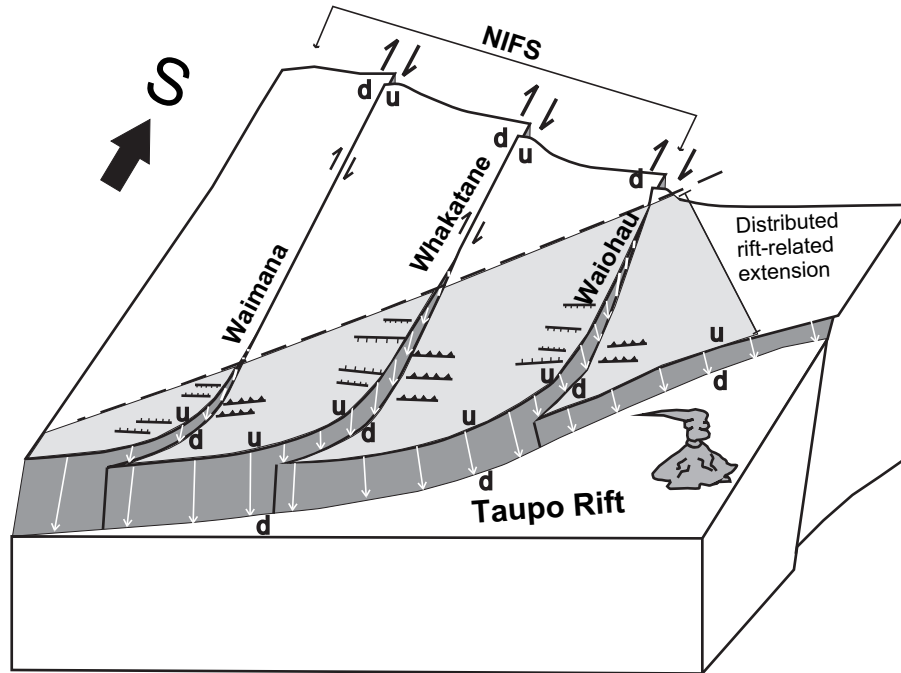 NIFS
S
d
u
d
u
d
Waimana
Whakatane
Waiohau
Distributed
rift-related
extension
u
d
u
d
u
d
u
d
u
d
u
d
Taupo Rift